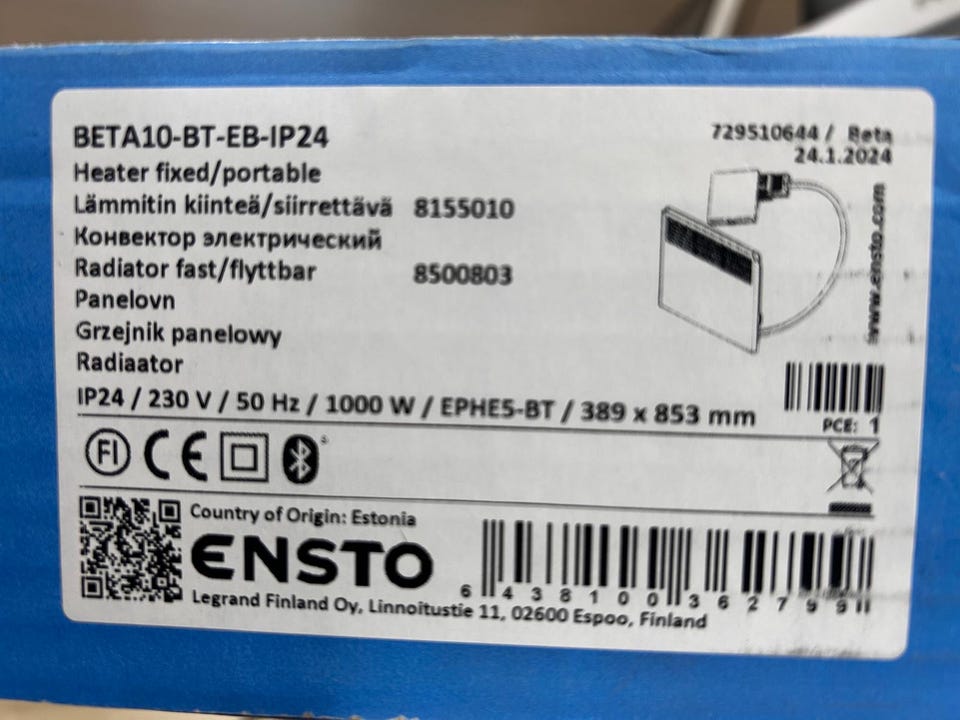 BETA10-BT-EB-IP24
729510644 / Beta
24.1.2024
Heater fixed/portable
Lämmitin kiinteä/siirrettävä 8155010
Конвектор электрический
Radiator fast/flyttbar 8500803
Panelovn
Grzejnik panelowy
Radiaator
www.ensto.com
IP24 / 230 V / 50 Hz / 1000 W / EPHE5-BT / 389 x 853 mm
PCE: 1
FI CE
Country of Origin: Estonia
ENSTO
Legrand Finland Oy, Linnoitustie 11, 02600 Espoo, Finland
6 438100 362799